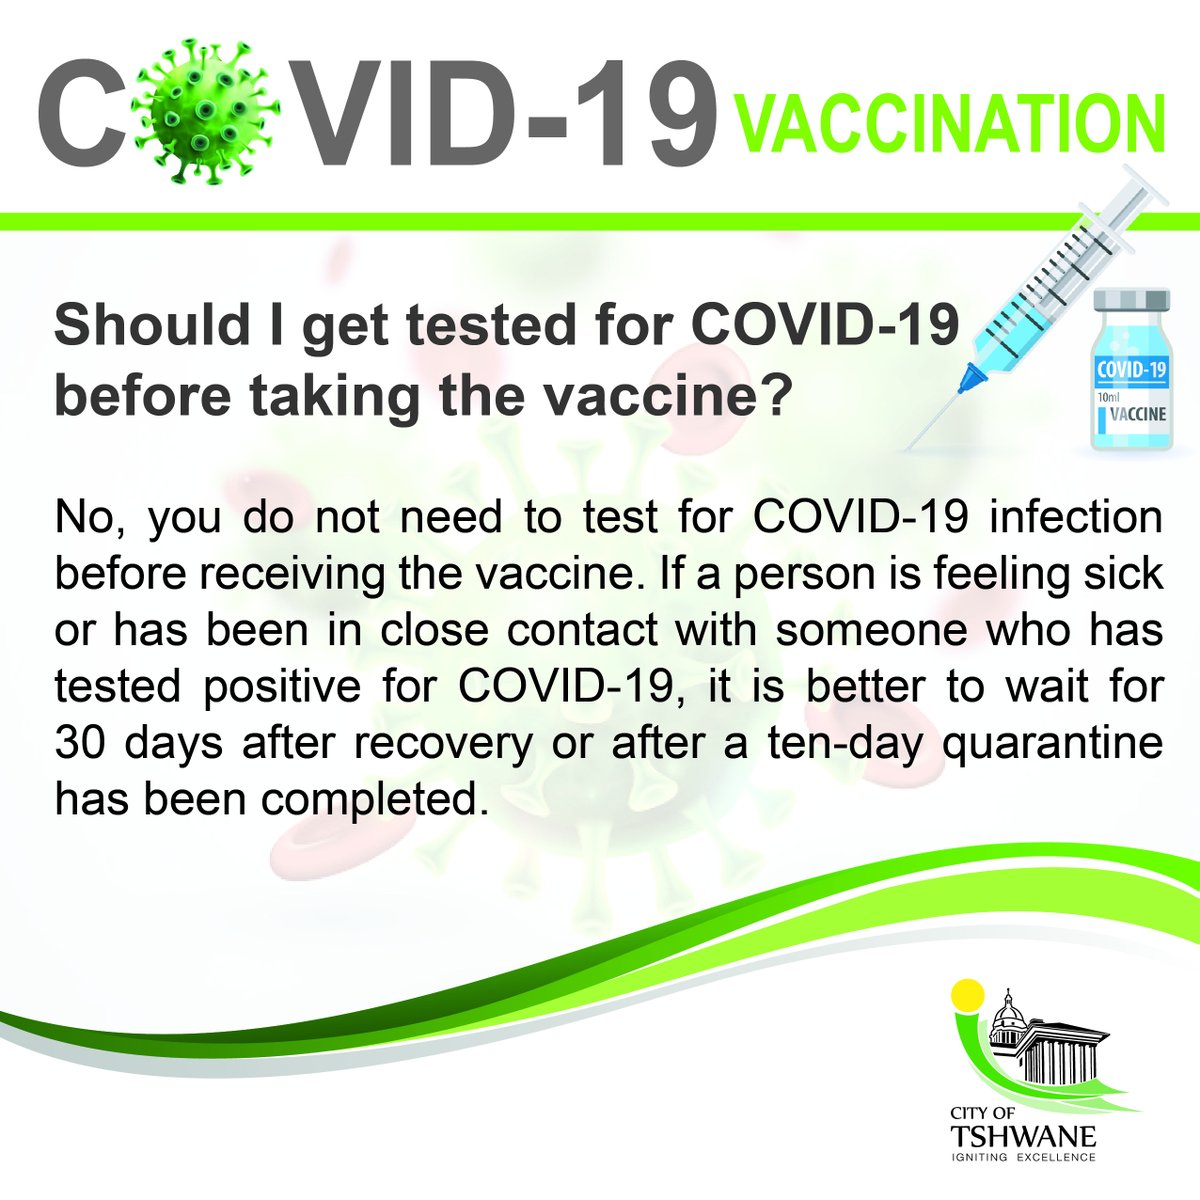 COVID-19 VACCINATION
Should I get tested for COVID-19
before taking the vaccine?
COVID-19
10ml
VACCINE
No, you do not need to test for COVID-19 infection
before receiving the vaccine. If a person is feeling sick
or has been in close contact with someone who has
tested positive for COVID-19, it is better to wait for
30 days after recovery or after a ten-day quarantine
has been completed.
CITY OF
TSHWANE
IGNITING EXCELLENCE